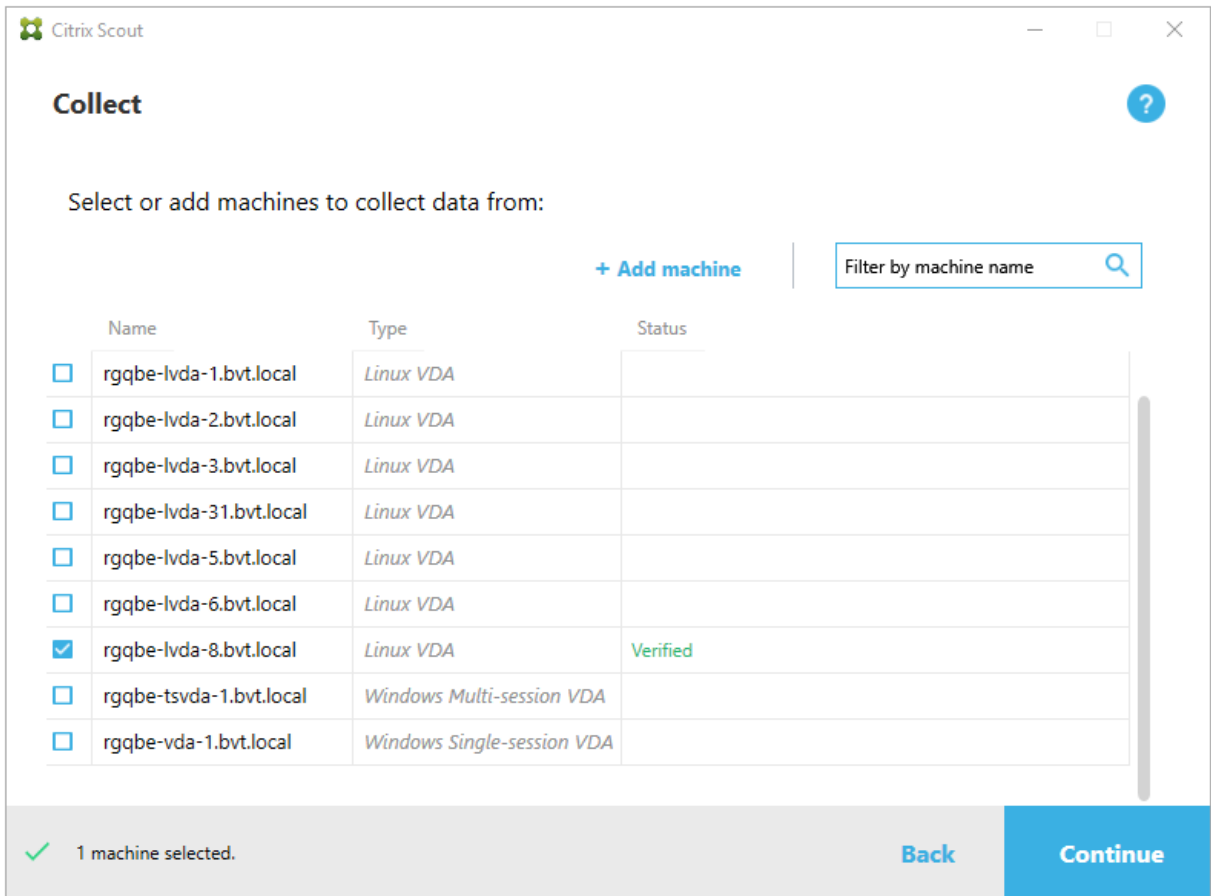 Citrix Scout
Collect
?
Select or add machines to collect data from:
+ Add machine
Filter by machine name
Name Type Status
rgqbe-lvda-1.bvt.local Linux VDA
rgqbe-lvda-2.bvt.local Linux VDA
rgqbe-lvda-3.bvt.local Linux VDA
rgqbe-lvda-31.bvt.local Linux VDA
rgqbe-lvda-5.bvt.local Linux VDA
rgqbe-lvda-6.bvt.local Linux VDA
rgqbe-lvda-8.bvt.local Linux VDA Verified
rgqbe-tsvda-1.bvt.local Windows Multi-session VDA
rgqbe-vda-1.bvt.local Windows Single-session VDA
1 machine selected.
Back
Continue